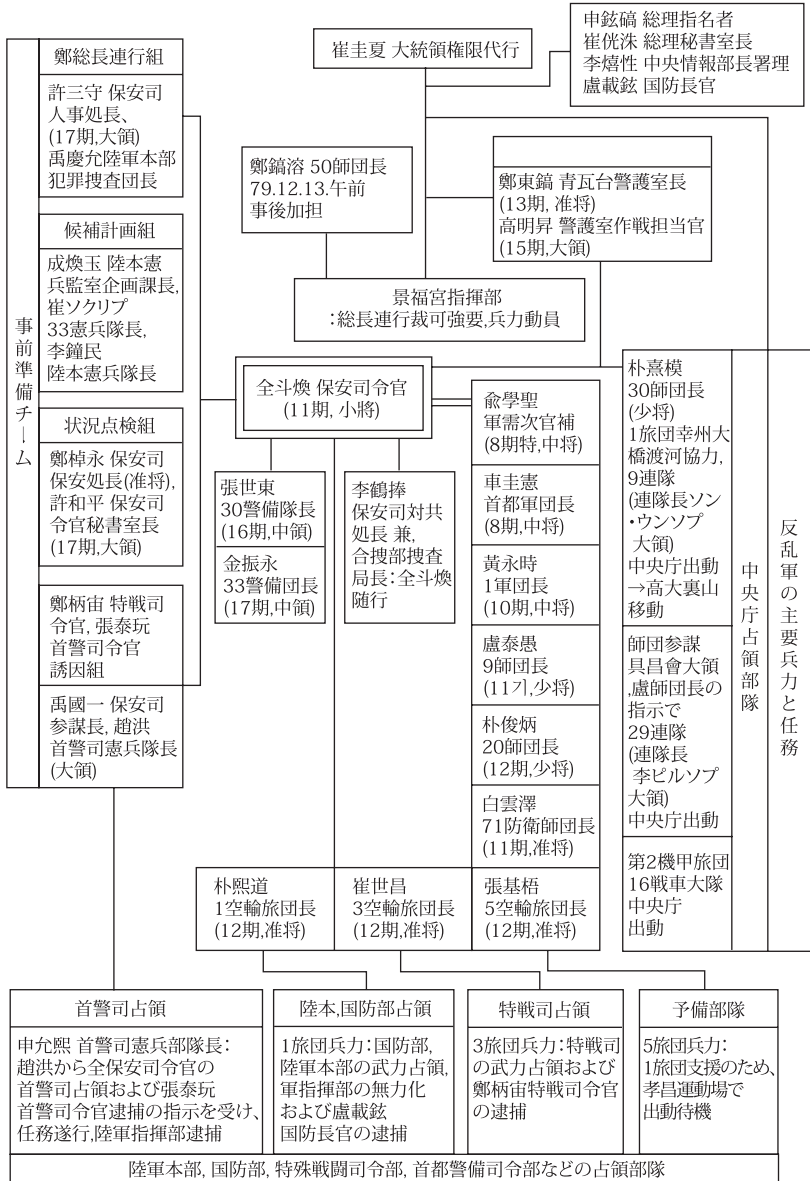 崔圭夏 大統領権限代行
申鉉碻 総理指名者
崔侊洙 総理秘書室長
李熺性 中央情報部長署理
盧載鉉 国防長官
鄭鎬溶 50師団長
79.12.13.午前
事後加担
鄭東鎬 青瓦台警護室長
(13期, 准将)
高明昇 警護室作戦担当官
(15期,大領)
景福宮指揮部
:総長連行裁可強要,兵力動員
事前準備チーム
鄭総長連行組
許三守 保安司
人事処長、
(17期,大領)
禹慶允陸軍本部
犯罪捜査団長
候補計画組
成煥玉 陸本憲
兵監室企画課長,
崔ソクリプ
33憲兵隊長,
李鐘民
陸本憲兵隊長
状況点検組
鄭棹永 保安司
保安処長(准将),
許和平 保安司
令官秘書室長
(17期,大領)
鄭柄宙 特戦司
令官, 張泰玩
首警司令官
誘因組
禹國一 保安司
参謀長, 趙洪
首警司憲兵隊長
(大領)
全斗煥 保安司令官
(11期, 小將)
張世東
30警備隊長
(16期,中領)
金振永
33警備団長
(17期,中領)
李鶴捧
保安司対共
処長 兼,
合捜部捜査
局長:全斗煥
随行
兪學聖
軍需次官補
(8期特,中将)
車圭憲
首都軍団長
(8期,中将)
黄永時
1軍団長
(10期,中将)
盧泰愚
9師団長
(11기,少将)
朴俊炳
20師団長
(12期,少将)
白雲澤
71防衛師団長
(11期,准将)
朴熙道
1空輸旅団長
(12期,准将)
崔世昌
3空輸旅団長
(12期,准将)
張基梧
5空輸旅団長
(12期,准将)
朴熹模
30師団長
(少将)
1旅団幸州大
橋渡河協力,
9連隊
(連隊長ソン
・ウンソプ
大領)
中央庁出動
→高大裏山
移動
師団参謀
具昌會大領
,盧師団長の
指示で
29連隊
(連隊長
李ピルソプ
大領)
中央庁出動
第2機甲旅団
16戦車大隊
中央庁
出動
中央庁占領部隊
反乱軍の主要兵力と任務
首警司占領
申允熙 首警司憲兵部隊長:
趙洪から全保安司令官の
首警司占領および張泰玩
首警司令官逮捕の指示を受け、
任務遂行,陸軍指揮部逮捕
陸本,国防部占領
1旅団兵力:国防部,
陸軍本部の武力占領,
軍指揮部の無力化
および盧載鉉
国防長官の逮捕
特戦司占領
3旅団兵力:特戦司
の武力占領および
鄭柄宙特戦司令官
の逮捕
予備部隊
5旅団兵力:
1旅団支援のため、
孝昌運動場で
出動待機
陸軍本部, 国防部, 特殊戦闘司令部, 首都警備司令部などの占領部隊